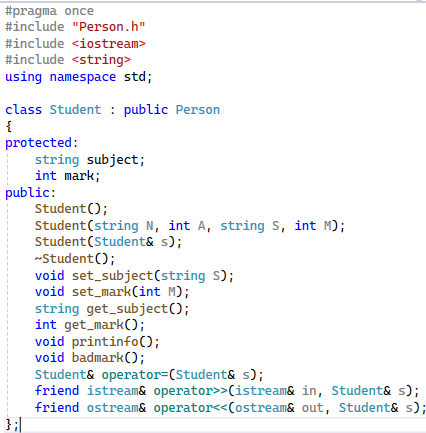 #pragma once
#include "Person.h"
#include <iostream>
#include <string>
using namespace std;

class Student : public Person
{
protected:
    string subject;
    int mark;
public:
    Student();
    Student(string N, int A, string S, int M);
    Student(Student& s);
    ~Student();
    void set_subject(string S);
    void set_mark(int M);
    string get_subject();
    int get_mark();
    void printinfo();
    void badmark();
    Student& operator=(Student& s);
    friend istream& operator>>(istream& in, Student& s);
    friend ostream& operator<<(ostream& out, Student& s);
};